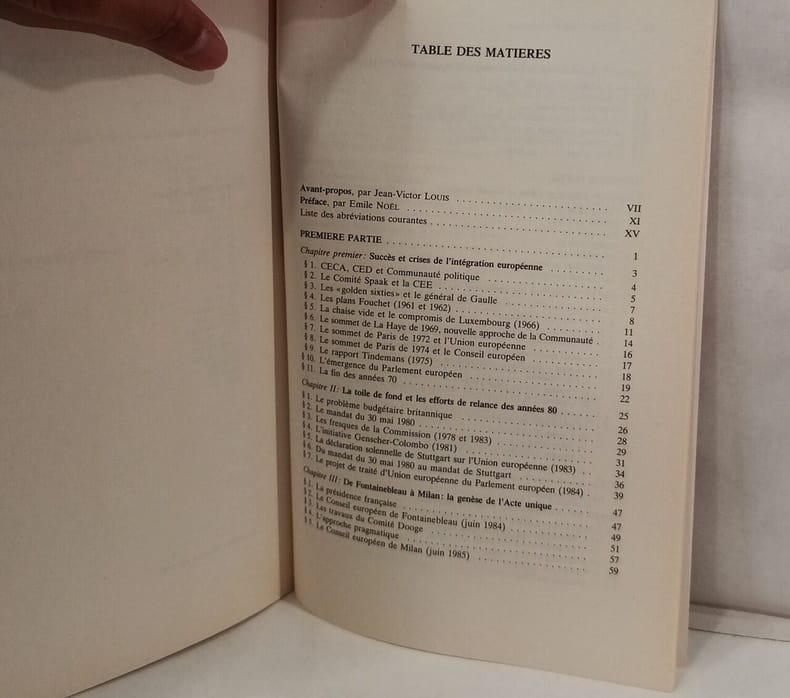 TABLE DES MATIERES
Avant-propos, par Jean-Victor LOUIS . . . . . VII
Préface, par Emile NOËL . . . . . XI
Liste des abréviations courantes . . . . . XV
PREMIERE PARTIE . . . . . 1
Chapitre premier: Succès et crises de l'intégration européenne . . . . . 3
§ 1. CECA, CED et Communauté politique . . . . . 4
§ 2. Le Comité Spaak et la CEE . . . . . 5
§ 3. Les «golden sixties» et le général de Gaulle . . . . . 7
§ 4. Les plans Fouchet (1961 et 1962) . . . . . 8
§ 5. La chaise vide et le compromis de Luxembourg (1966) . . . . . 11
§ 6. Le sommet de La Haye de 1969, nouvelle approche de la Communauté . 14
§ 7. Le sommet de Paris de 1972 et l'Union européenne . . . . . 16
§ 8. Le sommet de Paris de 1974 et le Conseil européen . . . . . 17
§ 9. Le rapport Tindemans (1975) . . . . . 18
§ 10. L'émergence du Parlement européen . . . . . 19
§ 11. La fin des années 70 . . . . . 22
Chapitre II: La toile de fond et les efforts de relance des années 80 . . . . . 25
§ 1. Le problème budgétaire britannique . . . . . 26
§ 2. Le mandat du 30 mai 1980 . . . . . 28
§ 3. Les fresques de la Commission (1978 et 1983) . . . . . 29
§ 4. L'initiative Genscher-Colombo (1981) . . . . . 31
§ 5. La déclaration solennelle de Stuttgart sur l'Union européenne (1983) . . 34
§ 6. Du mandat du 30 mai 1980 au mandat de Stuttgart . . . . . 36
§ 7. Le projet de traité d'Union européenne du Parlement européen (1984) . 39
Chapitre III: De Fontainebleau à Milan: la genèse de l'Acte unique . . . . . 47
§ 1. La présidence française . . . . . 47
§ 2. Le Conseil européen de Fontainebleau (juin 1984) . . . . . 49
§ 3. Les travaux du Comité Dooge . . . . . 51
§ 4. L'approche pragmatique . . . . . 57
§ 5. Le Conseil européen de Milan (juin 1985) . . . . . 59